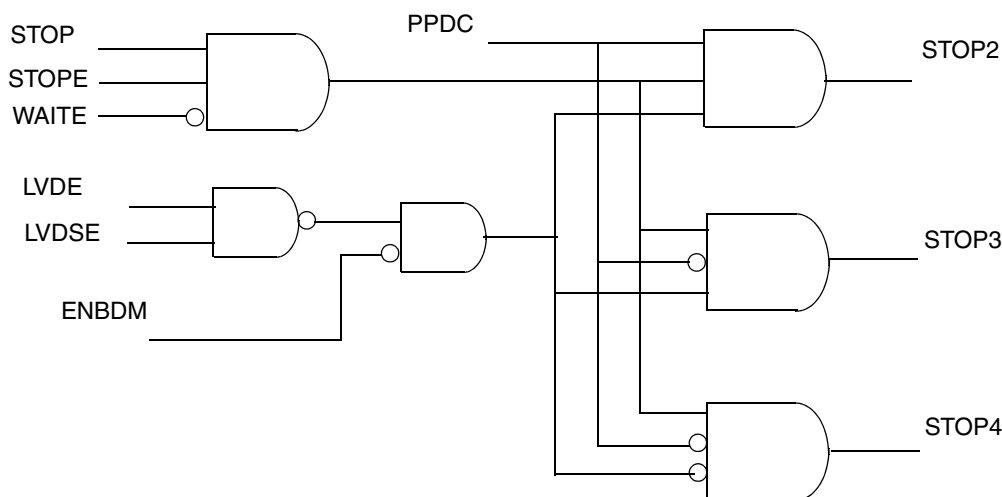 STOP
STOPE
WAITE
LVDE
LVDSE
ENBDM
PPDC
STOP2
STOP3
STOP4